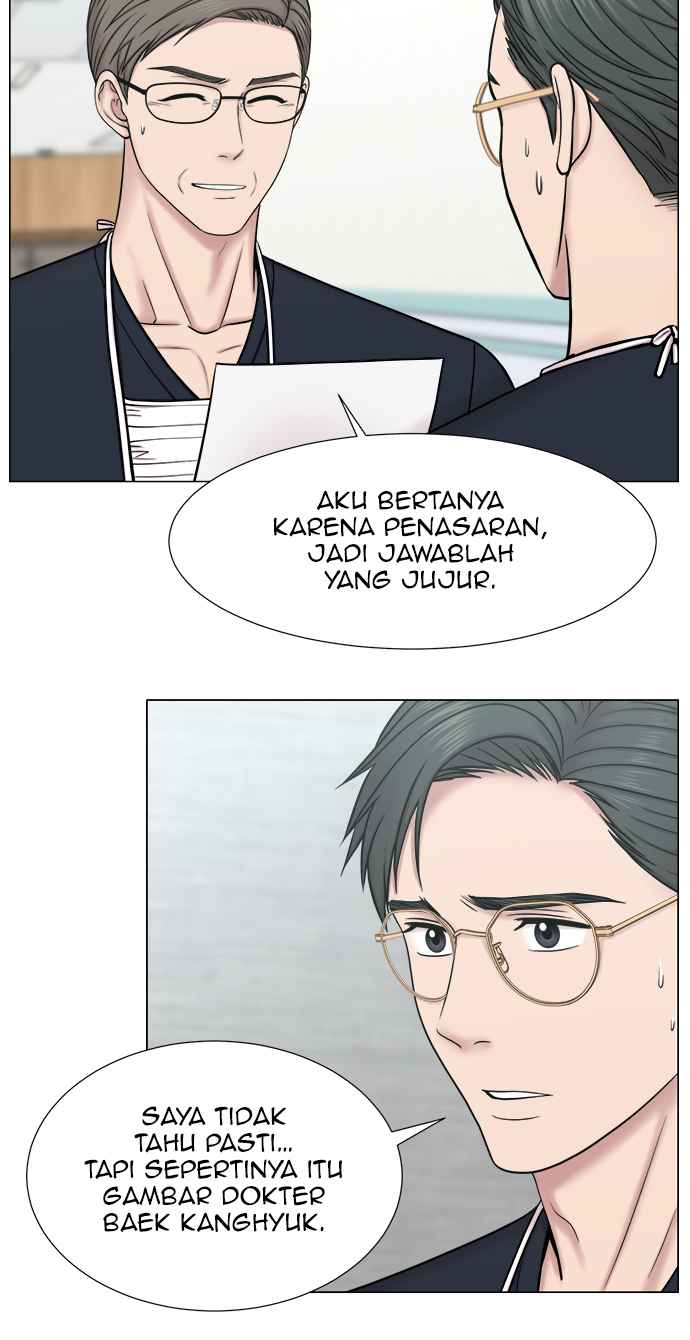 AKU BERTANYA
KARENA PENASARAN,
JADI JAWABLAH
YANG JUJUR.
SAYA TIDAK
TAHU PASTI...
TAPI SEPERTINYA ITU
GAMBAR DOKTER
BAEK KANGHYUK.